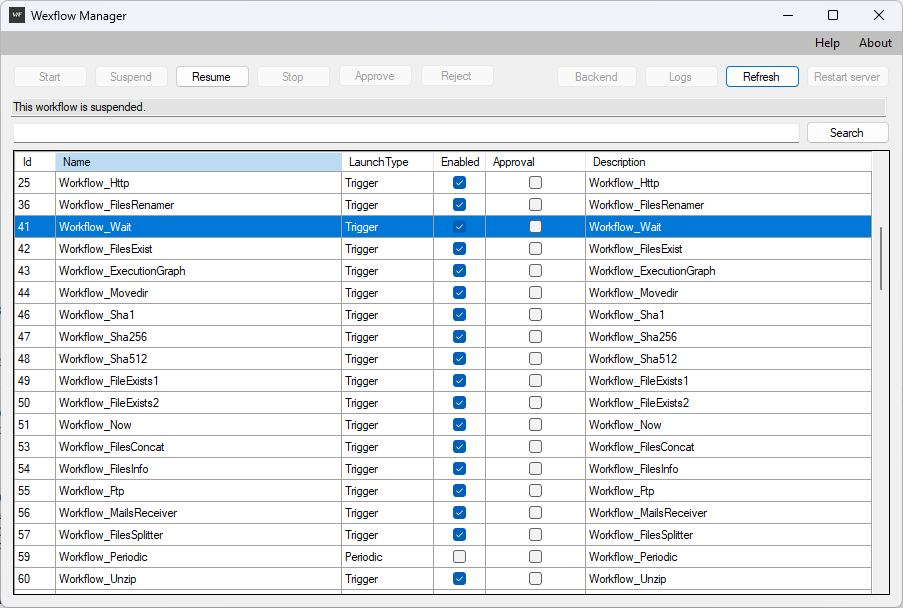 WF Wexflow Manager
Help About
Start Suspend Resume Stop Approve Reject Backend Logs Refresh Restart server
This workflow is suspended.
Search
Id Name LaunchType Enabled Approval Description
25 Workflow_Http Trigger Workflow_Http
36 Workflow_FilesRenamer Trigger Workflow_FilesRenamer
41 Workflow_Wait Trigger Workflow_Wait
42 Workflow_FilesExist Trigger Workflow_FilesExist
43 Workflow_ExecutionGraph Trigger Workflow_ExecutionGraph
44 Workflow_Movedir Trigger Workflow_Movedir
46 Workflow_Sha1 Trigger Workflow_Sha1
47 Workflow_Sha256 Trigger Workflow_Sha256
48 Workflow_Sha512 Trigger Workflow_Sha512
49 Workflow_FileExists1 Trigger Workflow_FileExists1
50 Workflow_FileExists2 Trigger Workflow_FileExists2
51 Workflow_Now Trigger Workflow_Now
53 Workflow_FilesConcat Trigger Workflow_FilesConcat
54 Workflow_FilesInfo Trigger Workflow_FilesInfo
55 Workflow_Ftp Trigger Workflow_Ftp
56 Workflow_MailsReceiver Trigger Workflow_MailsReceiver
57 Workflow_FilesSplitter Trigger Workflow_FilesSplitter
59 Workflow_Periodic Periodic Workflow_Periodic
60 Workflow_Unzip Trigger Workflow_Unzip